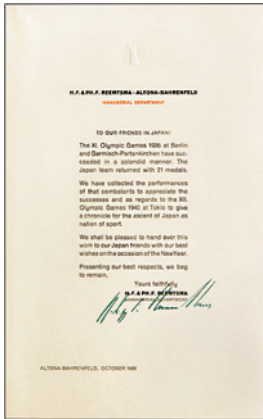 H.F. & PH.F. REEMTSMA · ALTONA-BAHRENFELD
MANAGERIAL DEPARTMENT
TO OUR FRIENDS IN JAPAN!
The XI. Olympic Games 1936 at Berlin
and Garmisch-Partenkirchen have suc-
ceeded in a splendid manner. The
Japan team returned with 21 medals.
We have collected the performances
of that combatants to appreciate the
successes and as regards to the XII.
Olympic Games 1940 at Tokio to give
a chronicle for the ascent of Japan as
nation of sport.
We shall be pleased to hand over this
work to our Japan friends with our best
wishes on the occasion of the NewYear.
Presenting our best respects, we beg
to remain,
Yours faithfully
H.F. & PH.F. REEMTSMA
MANAGERIAL DEPARTMENT
ALTONA-BAHRENFELD, OCTOBER 1936